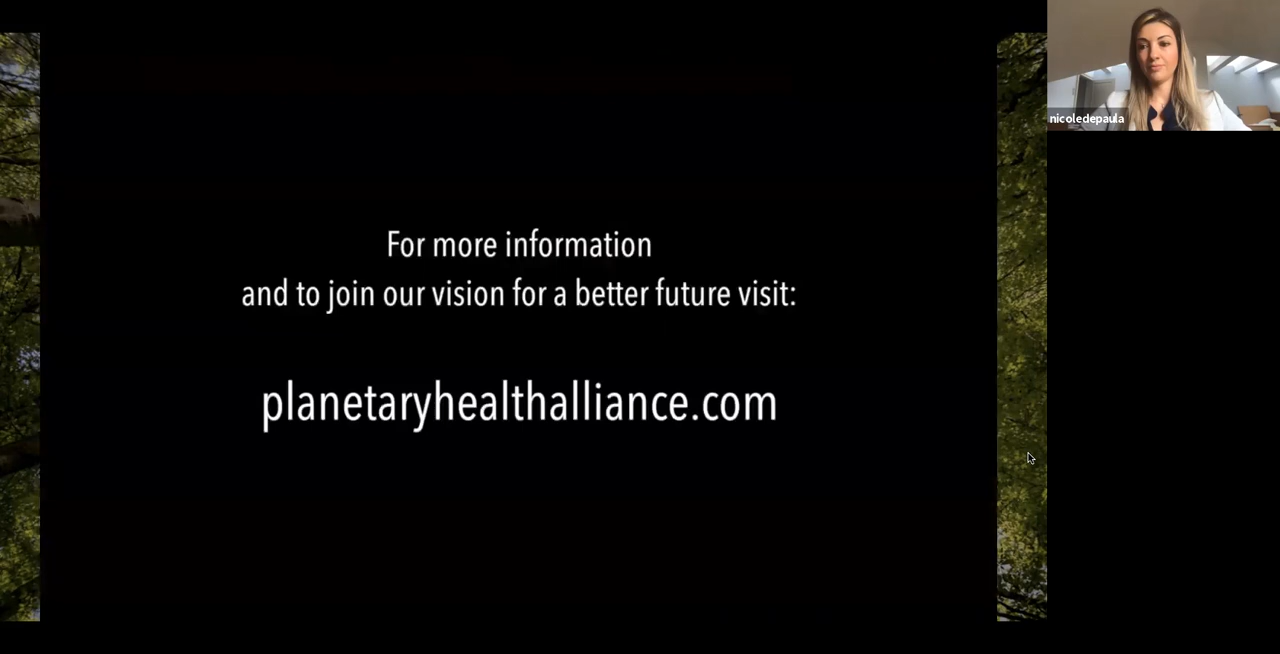 For more information
and to join our vision for a better future visit:
planetaryhealthalliance.com
nicoledepaula